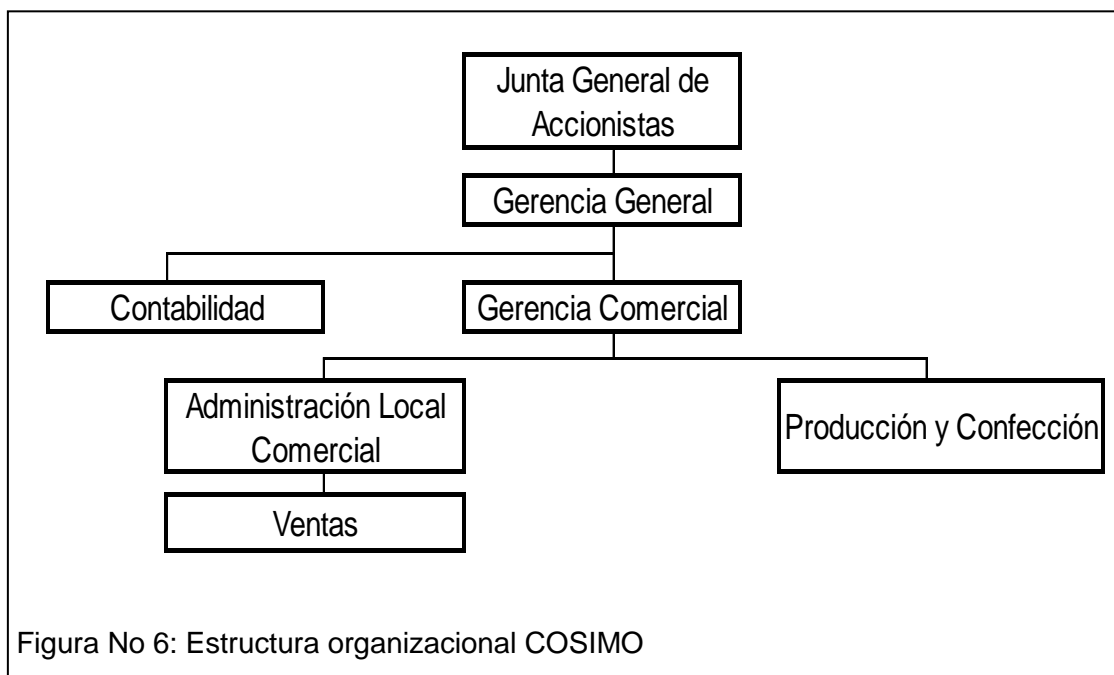 Junta General de
Accionistas
Gerencia General
Contabilidad
Gerencia Comercial
Administración Local
Comercial
Producción y Confección
Ventas
Figura No 6: Estructura organizacional COSIMO